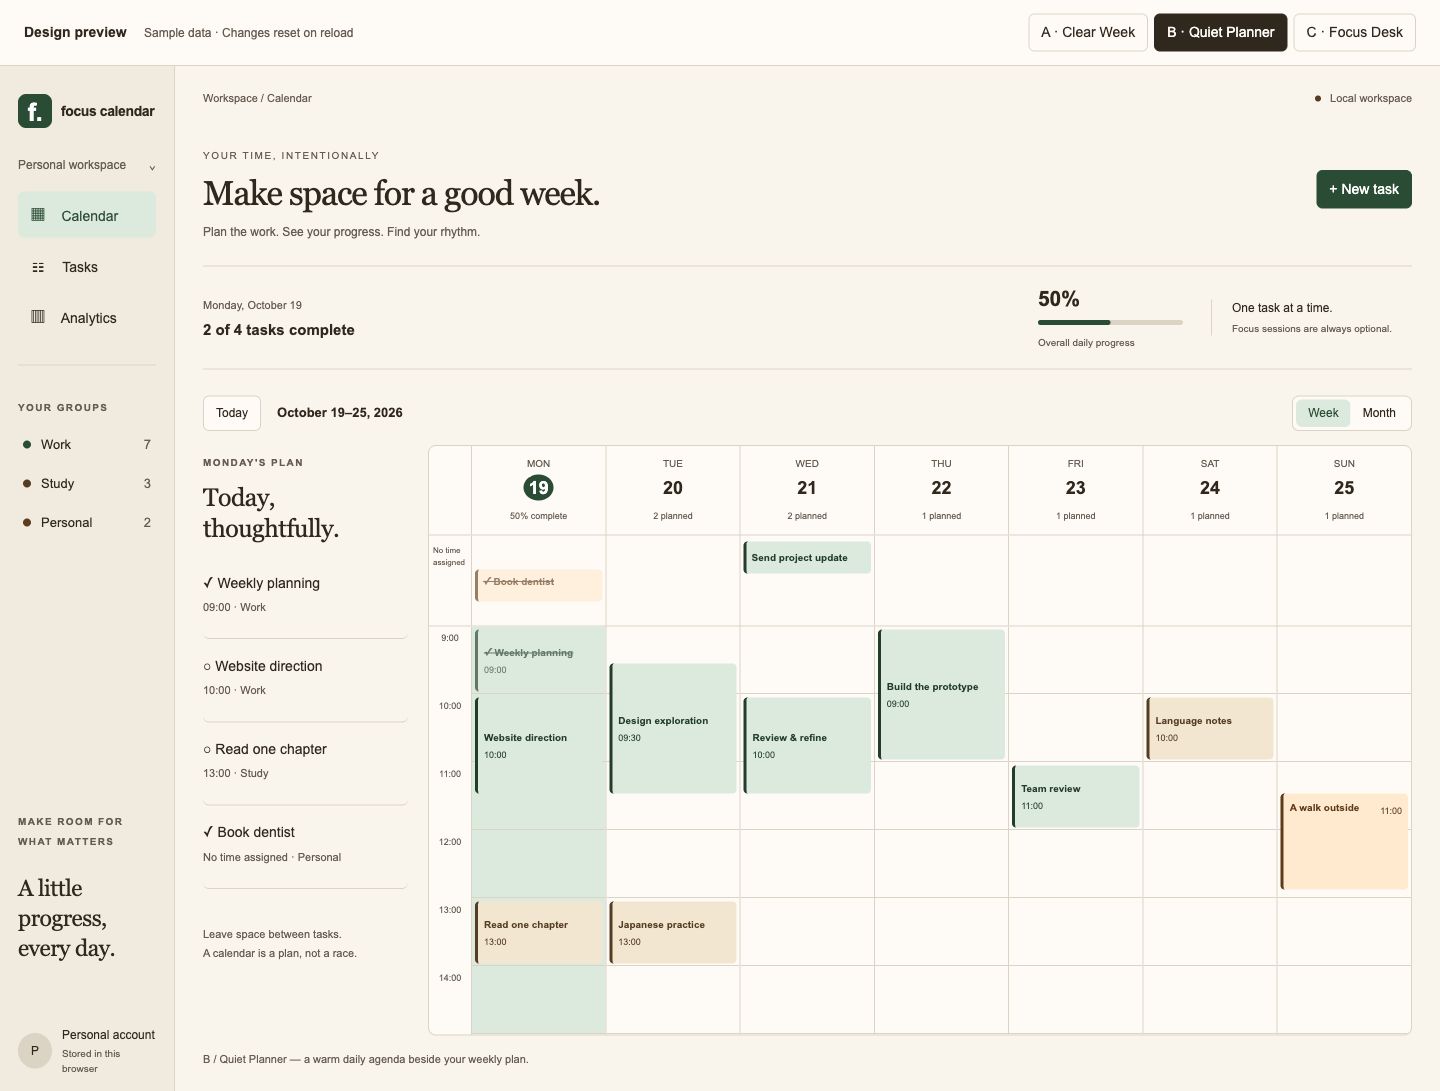 Design preview
Sample data · Changes reset on reload
A · Clear Week
B · Quiet Planner
C · Focus Desk
f.
focus calendar
Personal workspace
Calendar
Tasks
Analytics
YOUR GROUPS
Work 7
Study 3
Personal 2
MAKE ROOM FOR
WHAT MATTERS
A little
progress,
every day.
P
Personal account
Stored in this
browser
Workspace / Calendar
Local workspace
YOUR TIME, INTENTIONALLY
Make space for a good week.
Plan the work. See your progress. Find your rhythm.
+ New task
Monday, October 19
2 of 4 tasks complete
50%
Overall daily progress
One task at a time.
Focus sessions are always optional.
Today
October 19–25, 2026
Week
Month
MONDAY'S PLAN
Today,
thoughtfully.
✓ Weekly planning
09:00 · Work
○ Website direction
10:00 · Work
○ Read one chapter
13:00 · Study
✓ Book dentist
No time assigned · Personal
Leave space between tasks.
A calendar is a plan, not a race.
MON
19
50% complete
TUE
20
2 planned
WED
21
2 planned
THU
22
1 planned
FRI
23
1 planned
SAT
24
1 planned
SUN
25
1 planned
No time
assigned
✓ Book dentist
Send project update
9:00
10:00
11:00
12:00
13:00
14:00
✓ Weekly planning
09:00
Website direction
10:00
Read one chapter
13:00
Design exploration
09:30
Japanese practice
13:00
Review & refine
10:00
Build the prototype
09:00
Team review
11:00
Language notes
10:00
A walk outside 11:00
B / Quiet Planner — a warm daily agenda beside your weekly plan.